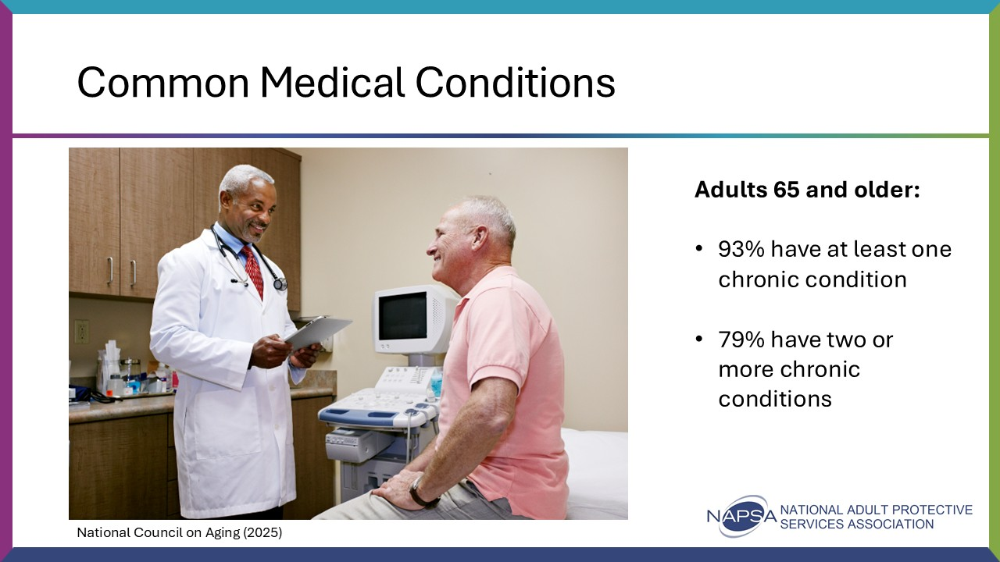 Common Medical Conditions
Adults 65 and older:
• 93% have at least one
chronic condition
• 79% have two or
more chronic
conditions
National Council on Aging (2025)
NAPSA
NATIONAL ADULT PROTECTIVE
SERVICES ASSOCIATION